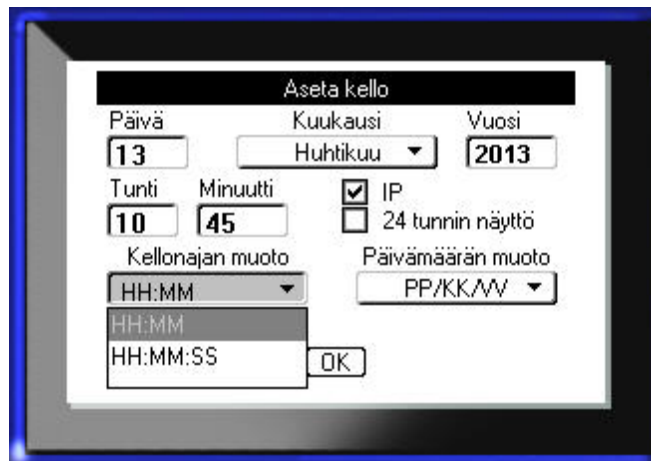 Aseta kello
Päivä Kuukausi Vuosi
13 Huhtikuu 2013
Tunti Minuutti IP
10 45 24 tunnin näyttö
Kellonajan muoto Päivämäärän muoto
HH:MM PP/KK/VV
HH:MM
HH:MM:SS OK